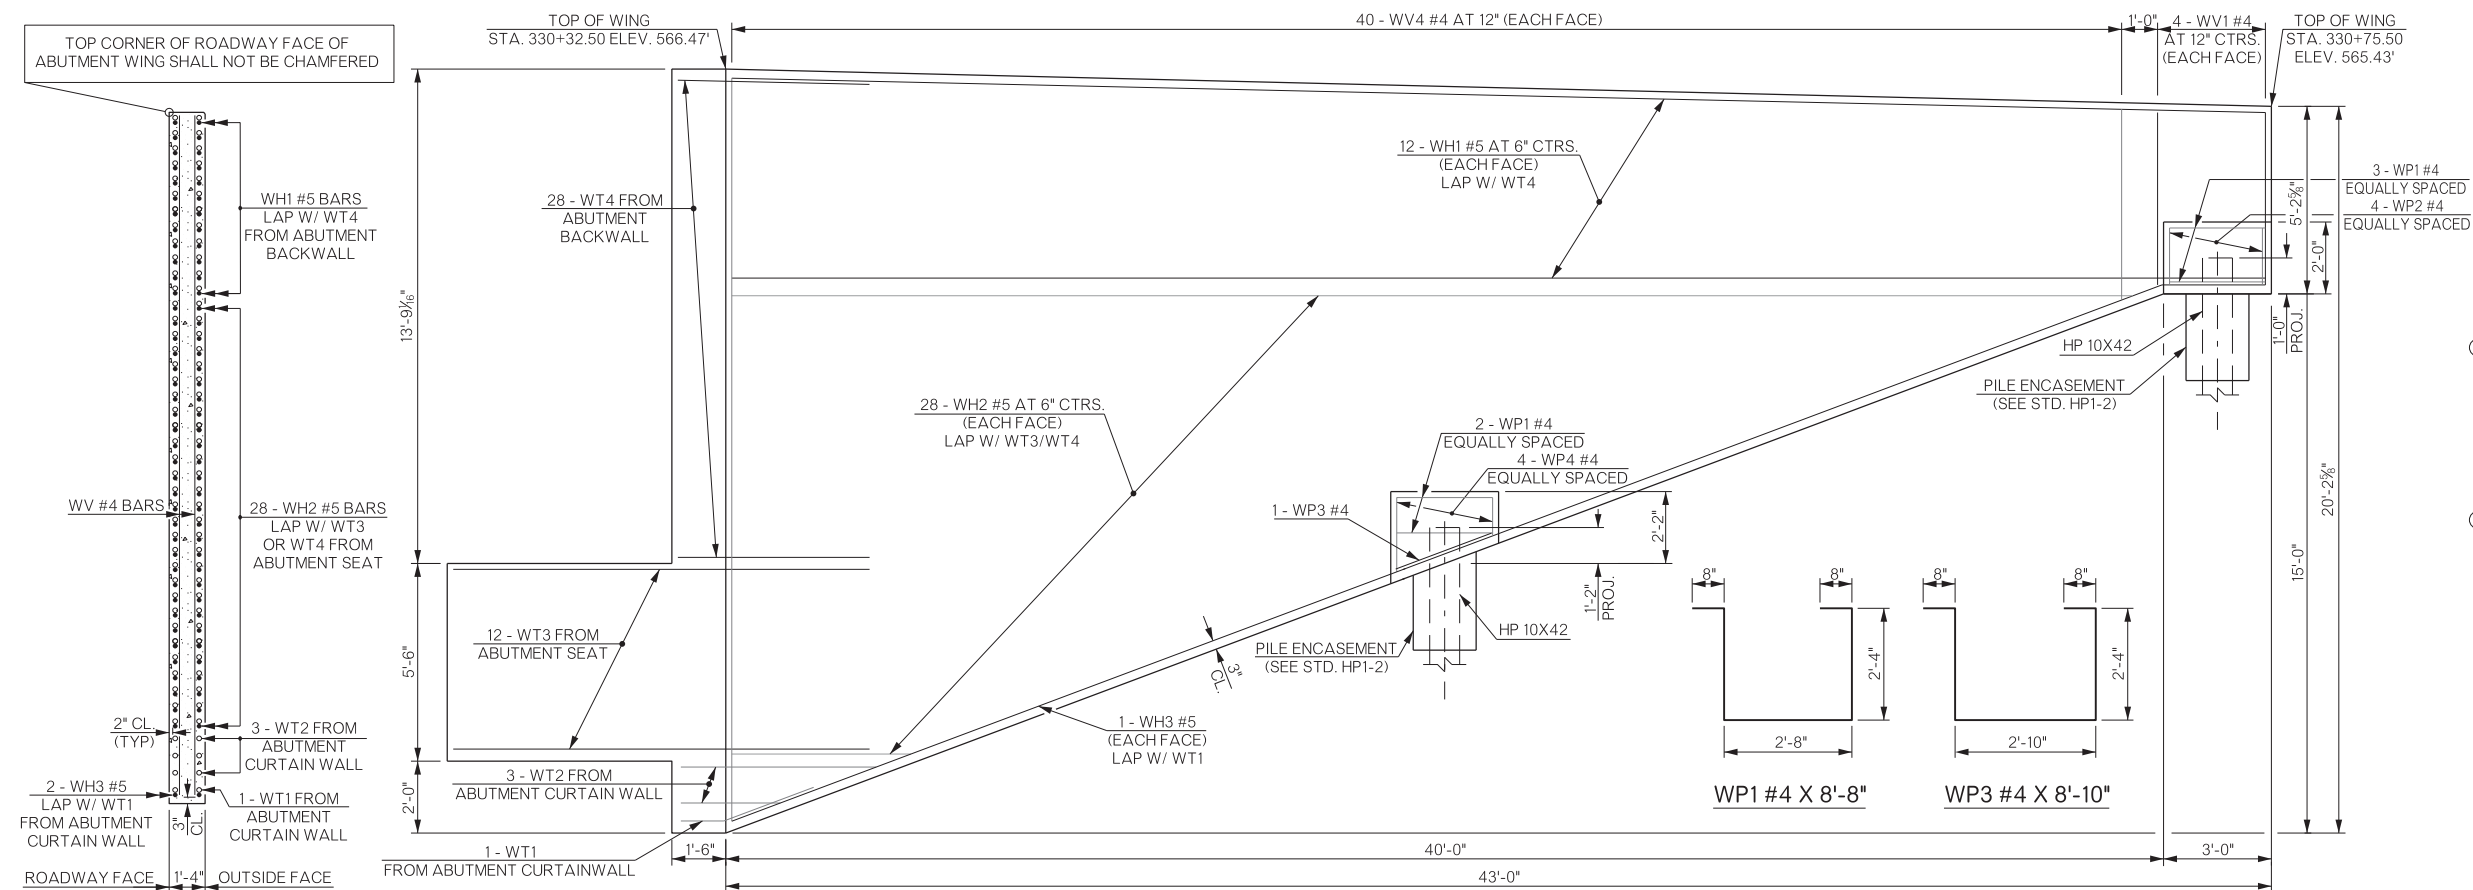 TOP CORNER OF ROADWAY FACE OF
ABUTMENT WING SHALL NOT BE CHAMFERED
WH1 #5 BARS
LAP W/ WT4
FROM ABUTMENT
BACKWALL
WV #4 BARS
28 - WH2 #5 BARS
LAP W/ WT3
OR WT4 FROM
ABUTMENT SEAT
2" CL.
(TYP)
3 - WT2 FROM
ABUTMENT
CURTAIN WALL
2 - WH3 #5
LAP W/ WT1
FROM ABUTMENT
CURTAIN WALL
3"
CL.
1 - WT1 FROM
ABUTMENT
CURTAIN WALL
ROADWAY FACE
1'-4"
OUTSIDE FACE
TOP OF WING
STA. 330+32.50 ELEV. 566.47'
40 - WV4 #4 AT 12" (EACH FACE)
1'-0"
4 - WV1 #4
AT 12" CTRS.
(EACH FACE)
TOP OF WING
STA. 330+75.50
ELEV. 565.43'
12 - WH1 #5 AT 6" CTRS.
(EACH FACE)
LAP W/ WT4
28 - WT4 FROM
ABUTMENT
BACKWALL
13'-9 1/16"
3 - WP1 #4
EQUALLY SPACED
4 - WP2 #4
EQUALLY SPACED
5'-2 5/8"
2'-0"
1'-0"
PROJ.
HP 10X42
PILE ENCASEMENT
(SEE STD. HP1-2)
28 - WH2 #5 AT 6" CTRS.
(EACH FACE)
LAP W/ WT3/WT4
2 - WP1 #4
EQUALLY SPACED
4 - WP4 #4
EQUALLY SPACED
1 - WP3 #4
2'-2"
1'-2"
PROJ.
HP 10X42
PILE ENCASEMENT
(SEE STD. HP1-2)
20'-2 5/8"
15'-0"
12 - WT3 FROM
ABUTMENT SEAT
5'-6"
3"
CL.
1 - WH3 #5
(EACH FACE)
LAP W/ WT1
3 - WT2 FROM
ABUTMENT CURTAIN WALL
2'-0"
1 - WT1
FROM ABUTMENT CURTAINWALL
1'-6"
40'-0"
3'-0"
43'-0"
8"
8"
2'-4"
2'-8"
WP1 #4 X 8'-8"
8"
8"
2'-4"
2'-10"
WP3 #4 X 8'-10"